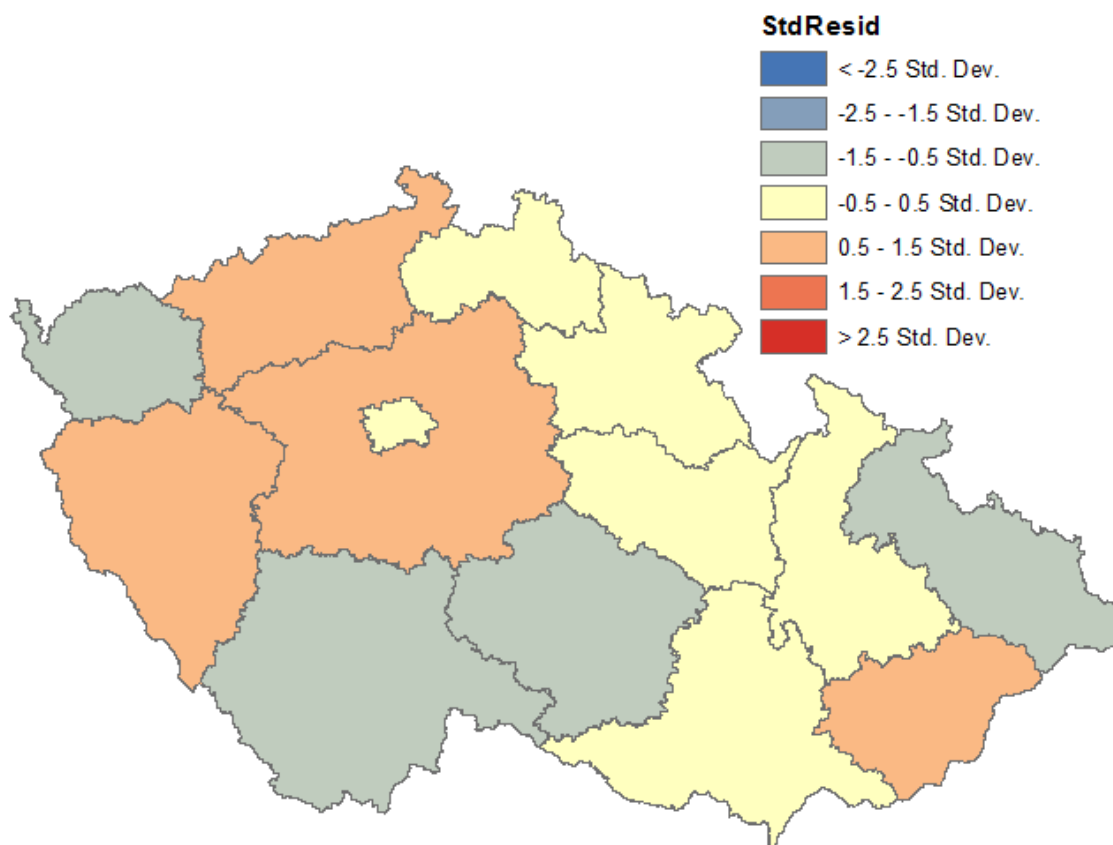 StdResid
< -2.5 Std. Dev.
-2.5 - -1.5 Std. Dev.
-1.5 - -0.5 Std. Dev.
-0.5 - 0.5 Std. Dev.
0.5 - 1.5 Std. Dev.
1.5 - 2.5 Std. Dev.
> 2.5 Std. Dev.